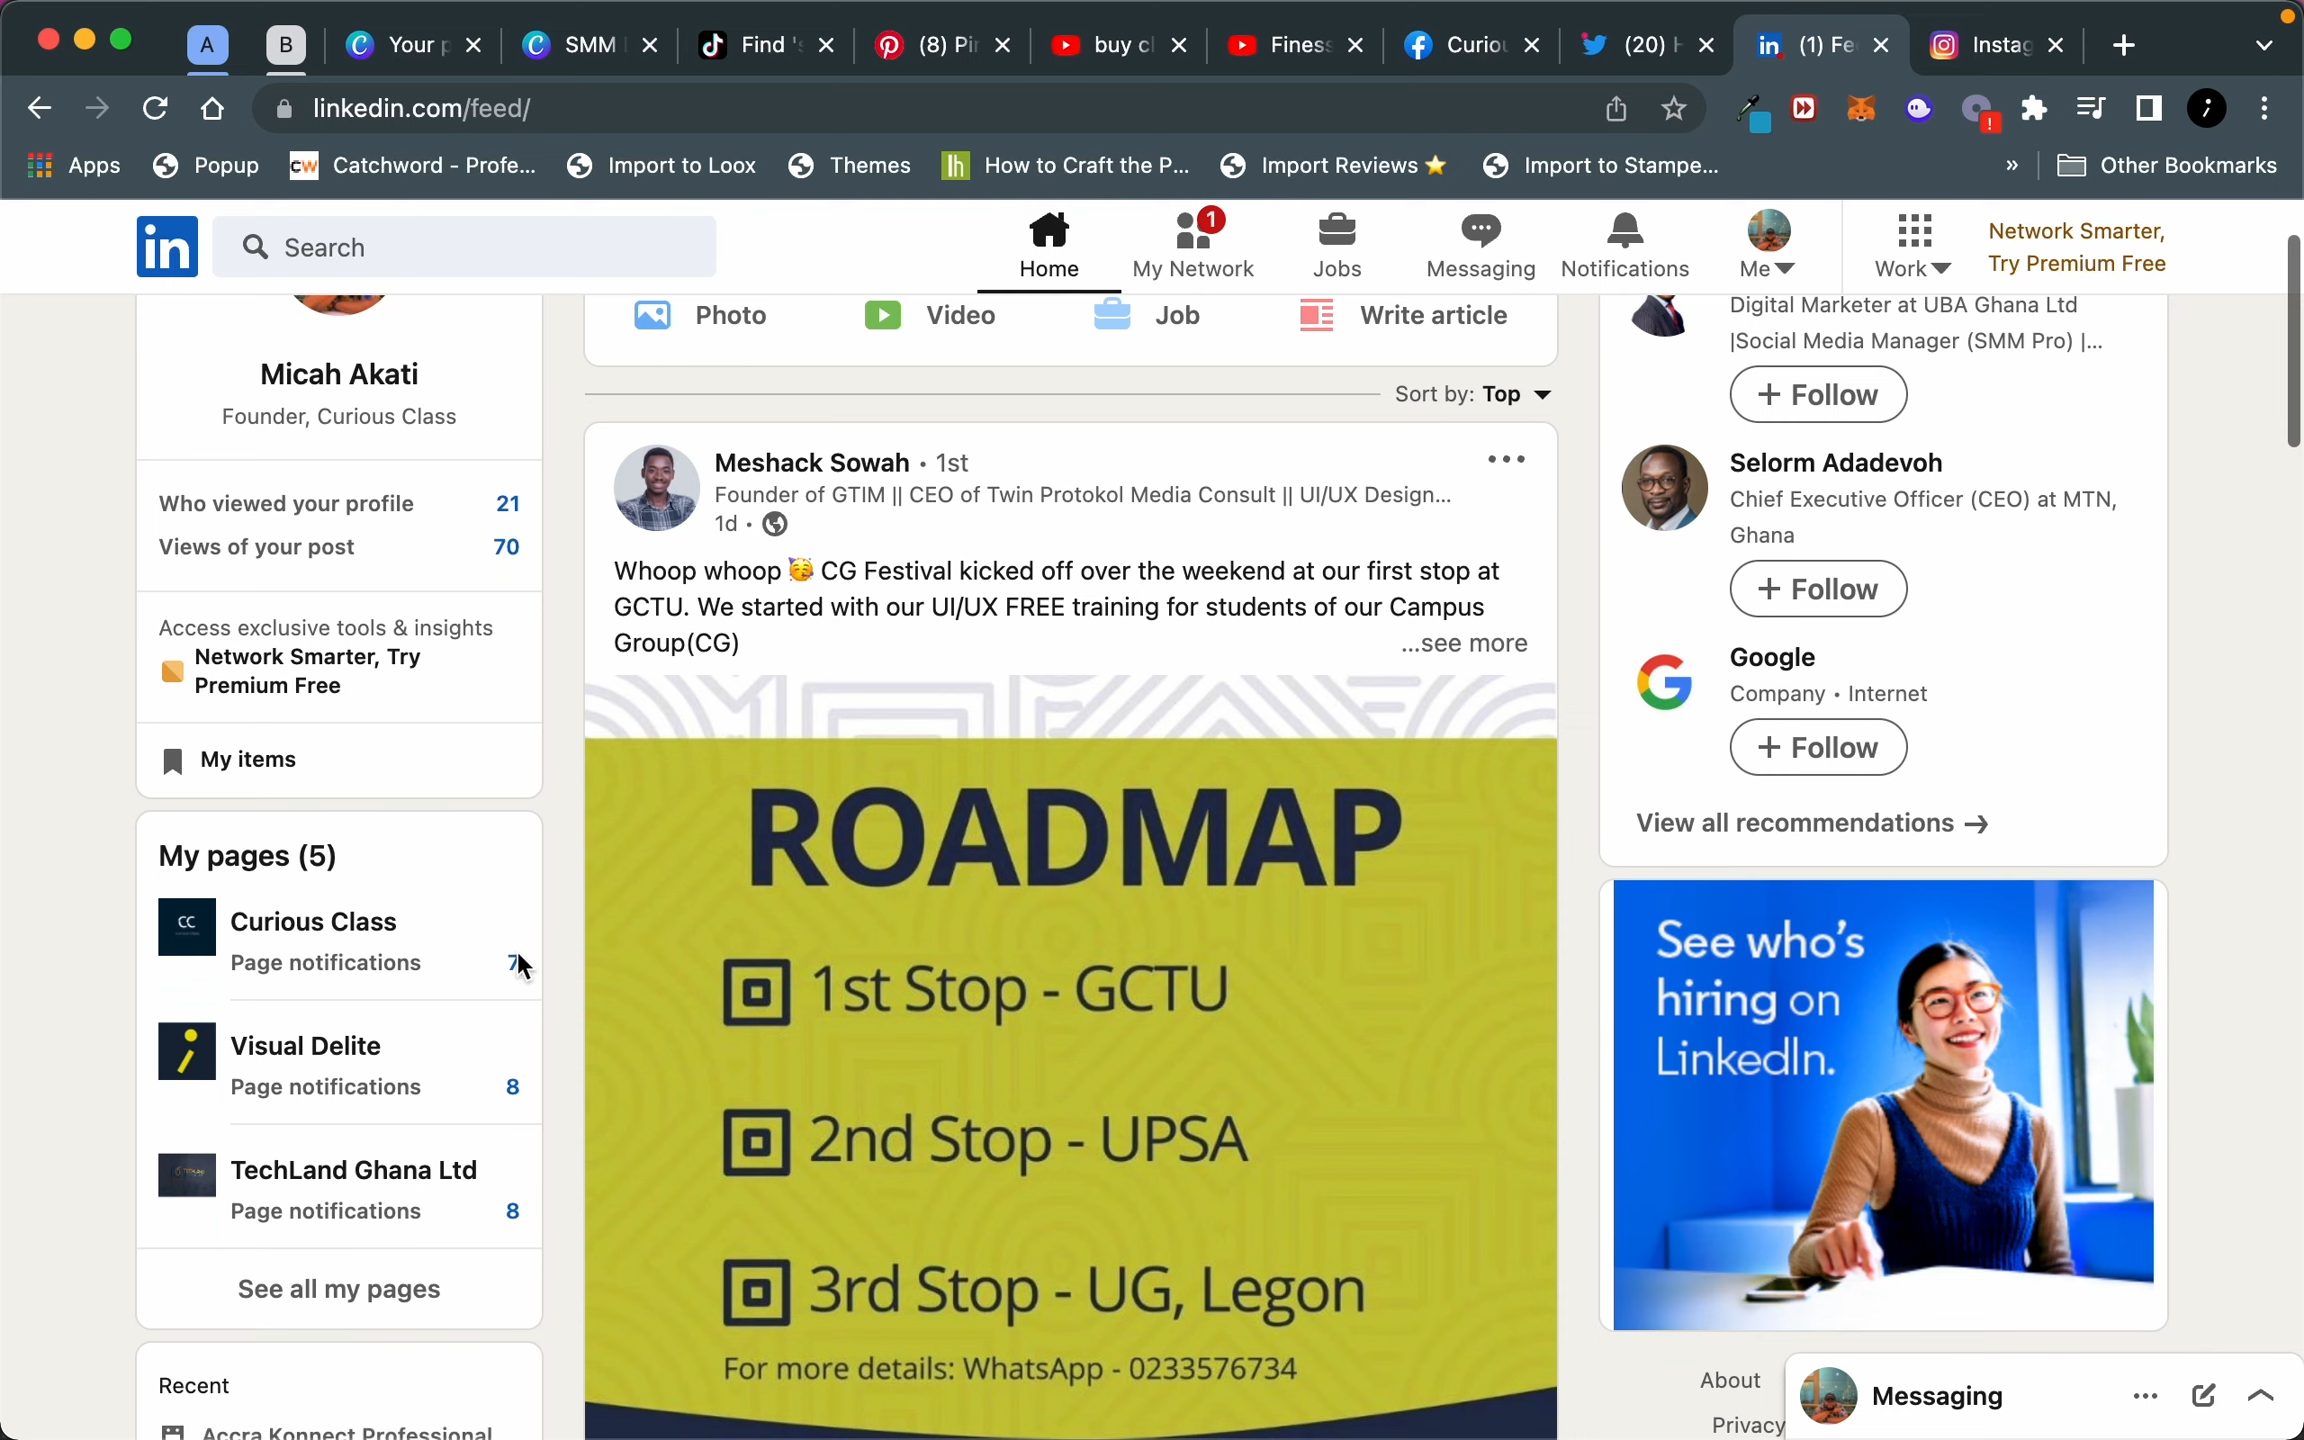 A
B
Your p
SMM
Find 's
(8) Pi
buy cl
Finess
Curio
(20)
(1) Fe
Instag
linkedin.com/feed/
Apps
Popup
Catchword - Profe...
Import to Loox
Themes
How to Craft the P...
Import Reviews ⭐
Import to Stampe...
»
Other Bookmarks
in
Search
Home
1
My Network
Jobs
Messaging
Notifications
Me
Work
Network Smarter,
Try Premium Free
Micah Akati
Founder, Curious Class
Who viewed your profile 21
Views of your post 70
Access exclusive tools & insights
Network Smarter, Try
Premium Free
My items
My pages (5)
CC
Curious Class
Page notifications 7
Visual Delite
Page notifications 8
TechLand Ghana Ltd
Page notifications 8
See all my pages
Recent
Accra Konnect Professional
Photo
Video
Job
Write article
Sort by: Top
Meshack Sowah • 1st
Founder of GTIM || CEO of Twin Protokol Media Consult || UI/UX Design...
1d •
Whoop whoop 🥳 CG Festival kicked off over the weekend at our first stop at
GCTU. We started with our UI/UX FREE training for students of our Campus
Group(CG) ...see more
ROADMAP
1st Stop - GCTU
2nd Stop - UPSA
3rd Stop - UG, Legon
For more details: WhatsApp - 0233576734
Digital Marketer at UBA Ghana Ltd
|Social Media Manager (SMM Pro) |...
+ Follow
Selorm Adadevoh
Chief Executive Officer (CEO) at MTN,
Ghana
+ Follow
Google
Company • Internet
+ Follow
View all recommendations →
See who's
hiring on
LinkedIn.
About
Privacy
Messaging